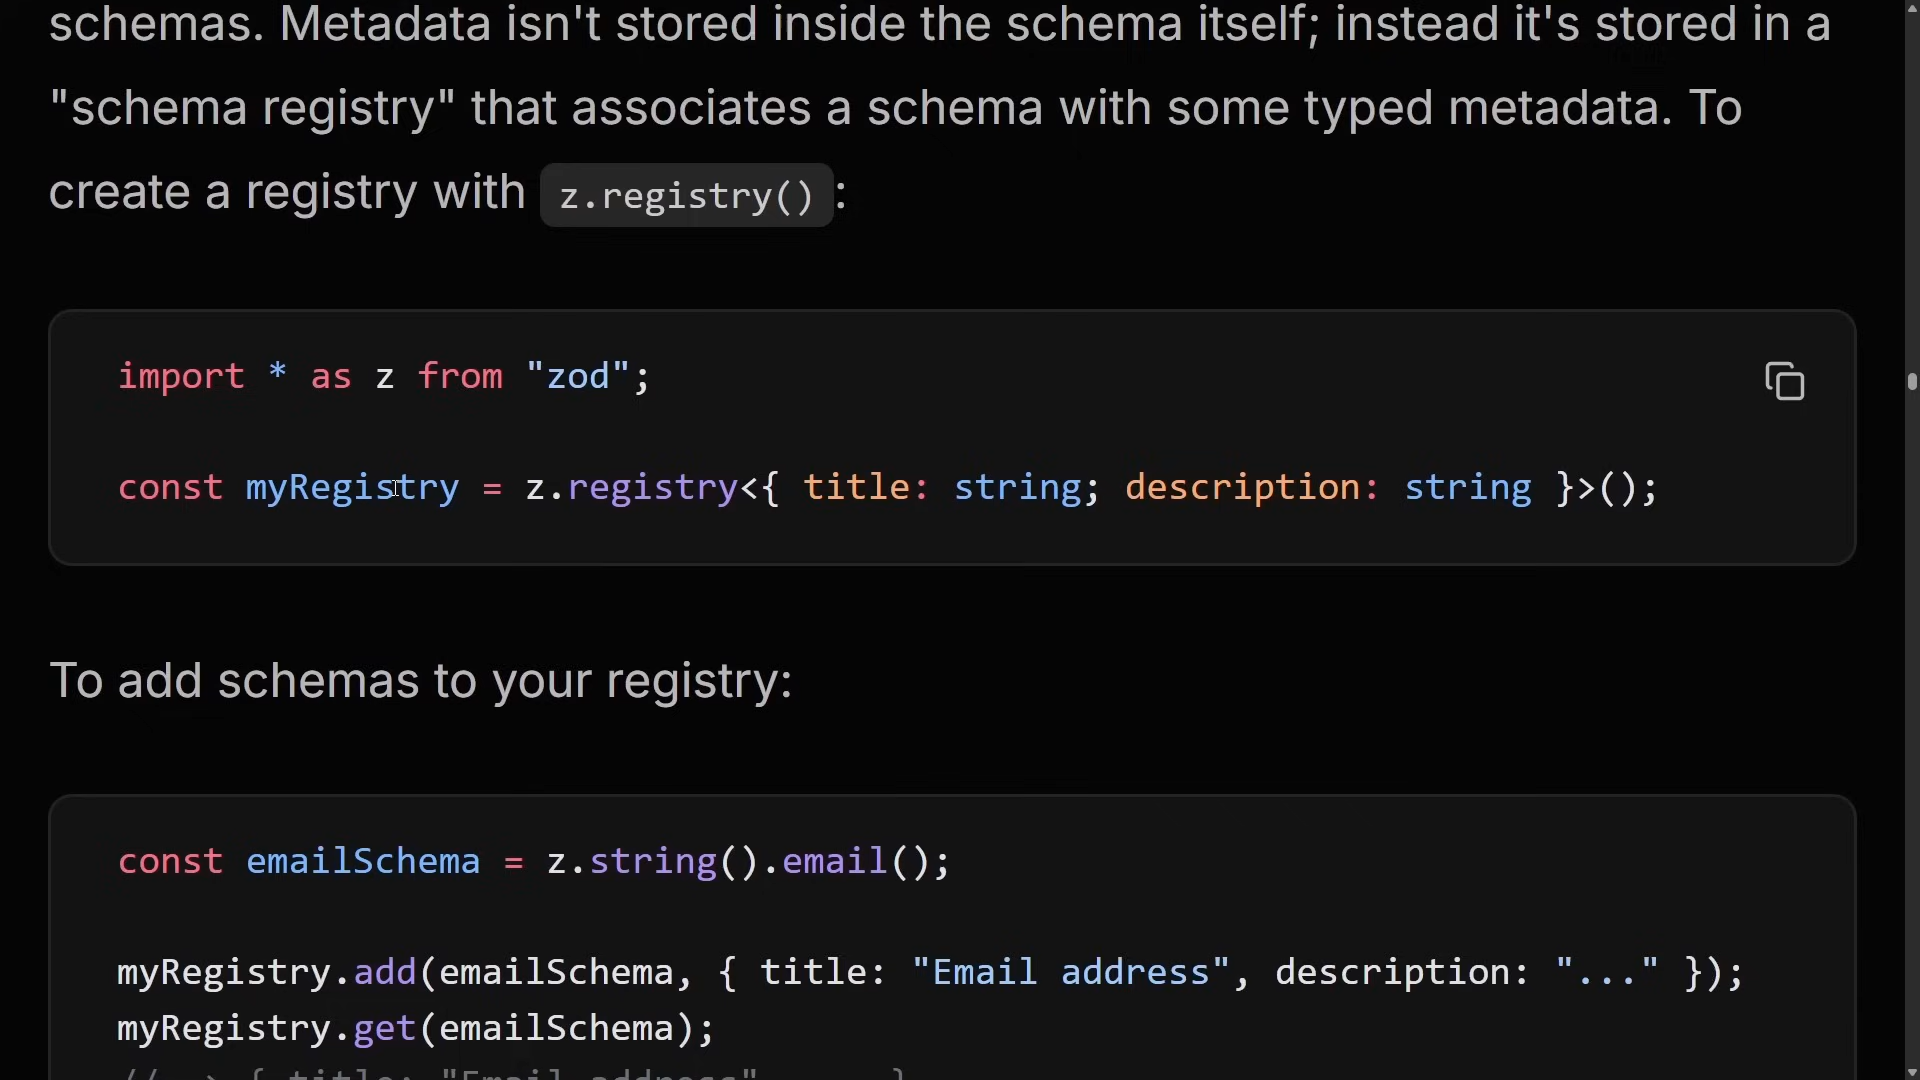 schemas. Metadata isn't stored inside the schema itself; instead it's stored in a
"schema registry" that associates a schema with some typed metadata. To
create a registry with z.registry():
import * as z from "zod";
const myRegistry = z.registry<{ title: string; description: string }>();
To add schemas to your registry:
const emailSchema = z.string().email();
myRegistry.add(emailSchema, { title: "Email address", description: "..." });
myRegistry.get(emailSchema);
// => { title: "Email address", ... }